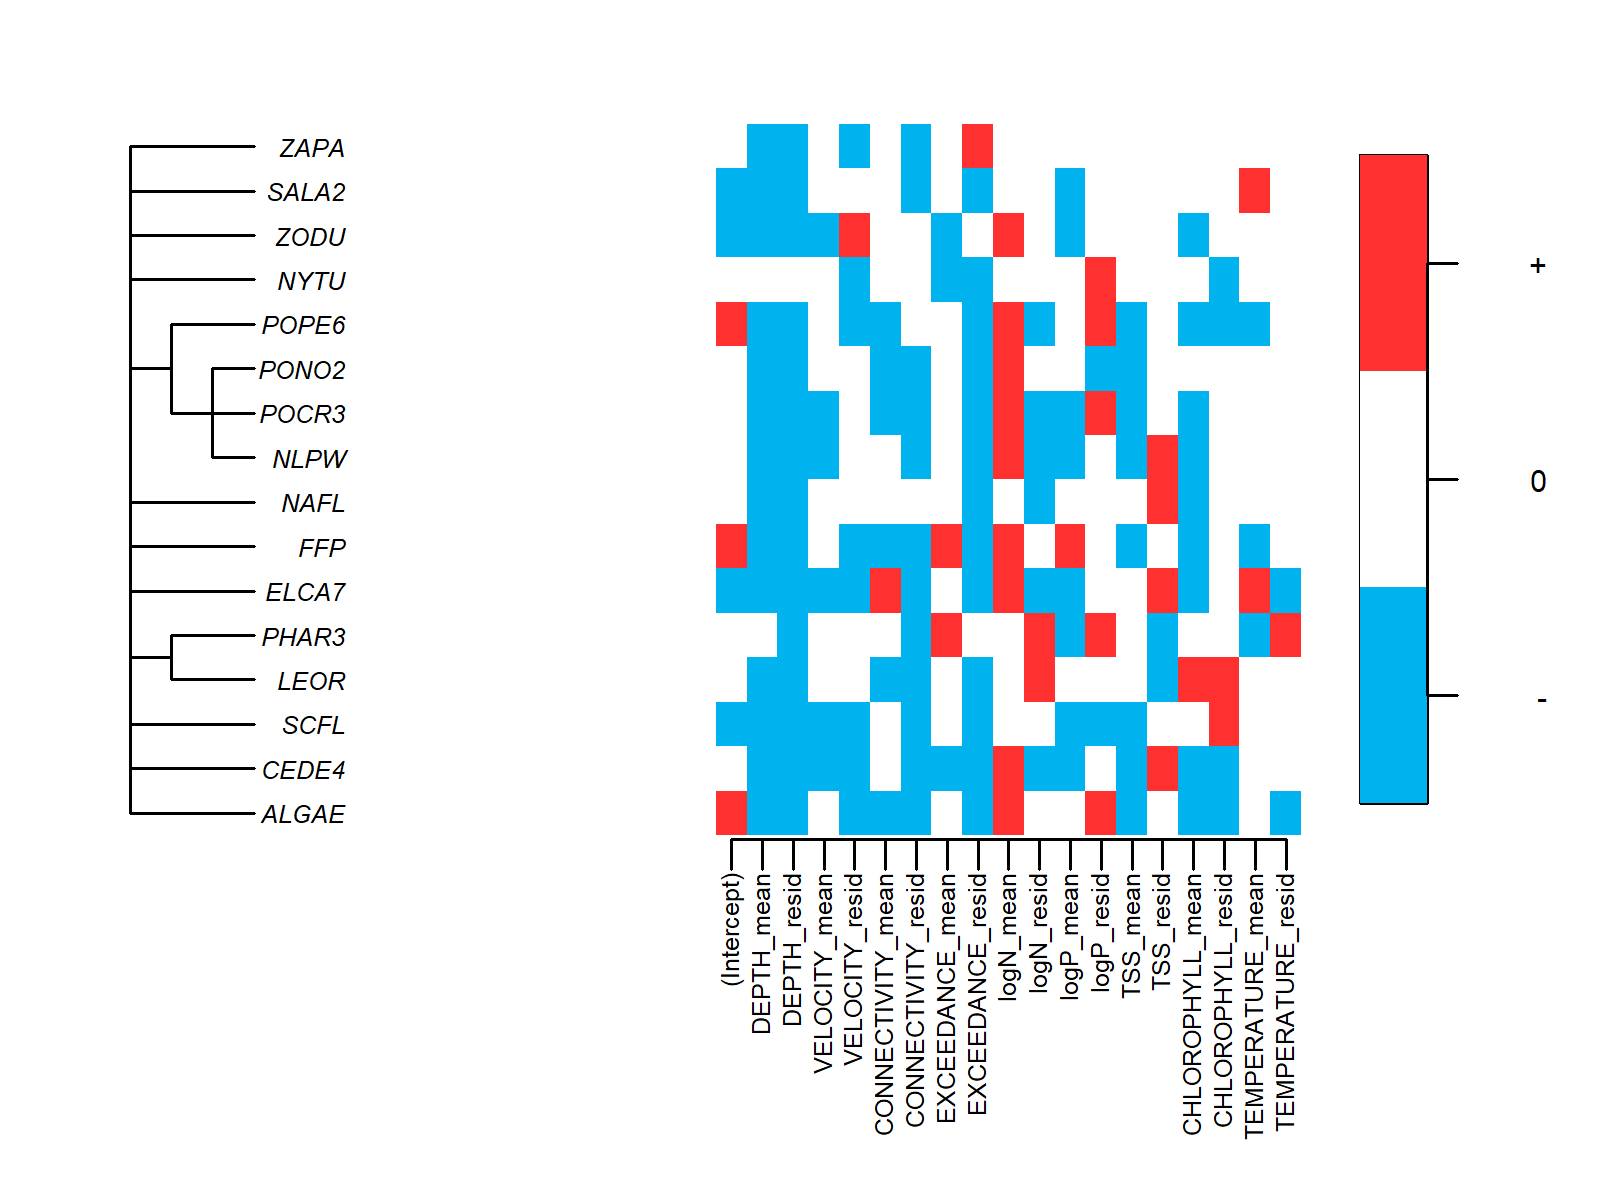 ZAPA
SALA2
ZODU
NYTU
POPE6
PONO2
POCR3
NLPW
NAFL
FFP
ELCA7
PHAR3
LEOR
SCFL
CEDE4
ALGAE
(Intercept)
DEPTH_mean
DEPTH_resid
VELOCITY_mean
VELOCITY_resid
CONNECTIVITY_mean
CONNECTIVITY_resid
EXCEEDANCE_mean
EXCEEDANCE_resid
logN_mean
logN_resid
logP_mean
logP_resid
TSS_mean
TSS_resid
CHLOROPHYLL_mean
CHLOROPHYLL_resid
TEMPERATURE_mean
TEMPERATURE_resid
+
0
-